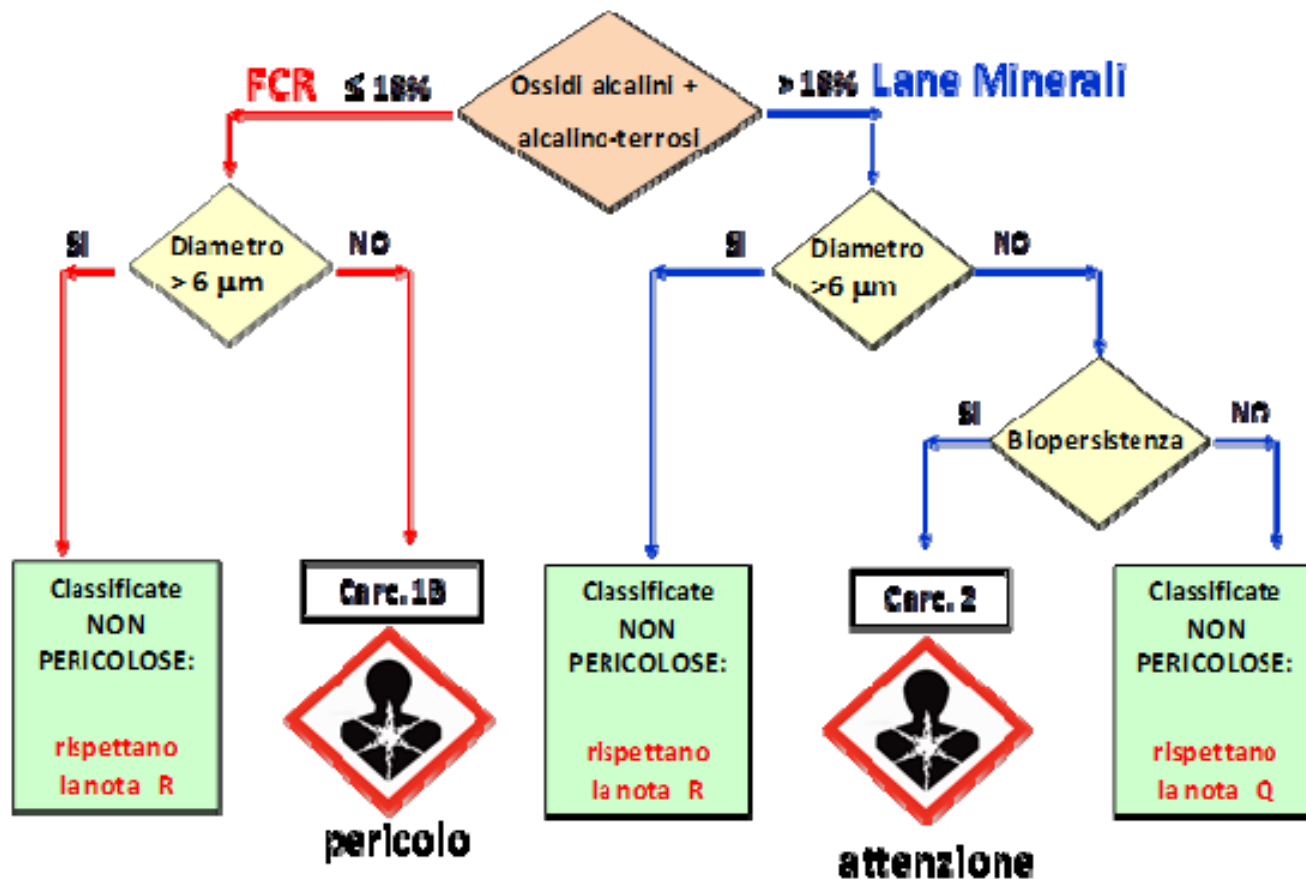 FCR ≤ 18%
Ossidi alcalini +
alcalino-terrosi
> 18% Lane Minerali
SI
Diametro
> 6 µm
NO
SI
Diametro
>6 µm
NO
SI
Biopersistenza
NO
Classificate
NON
PERICOLOSE:
rispettano
la nota R
Carc. 1B
pericolo
Classificate
NON
PERICOLOSE:
rispettano
la nota R
Carc. 2
attenzione
Classificate
NON
PERICOLOSE:
rispettano
la nota Q